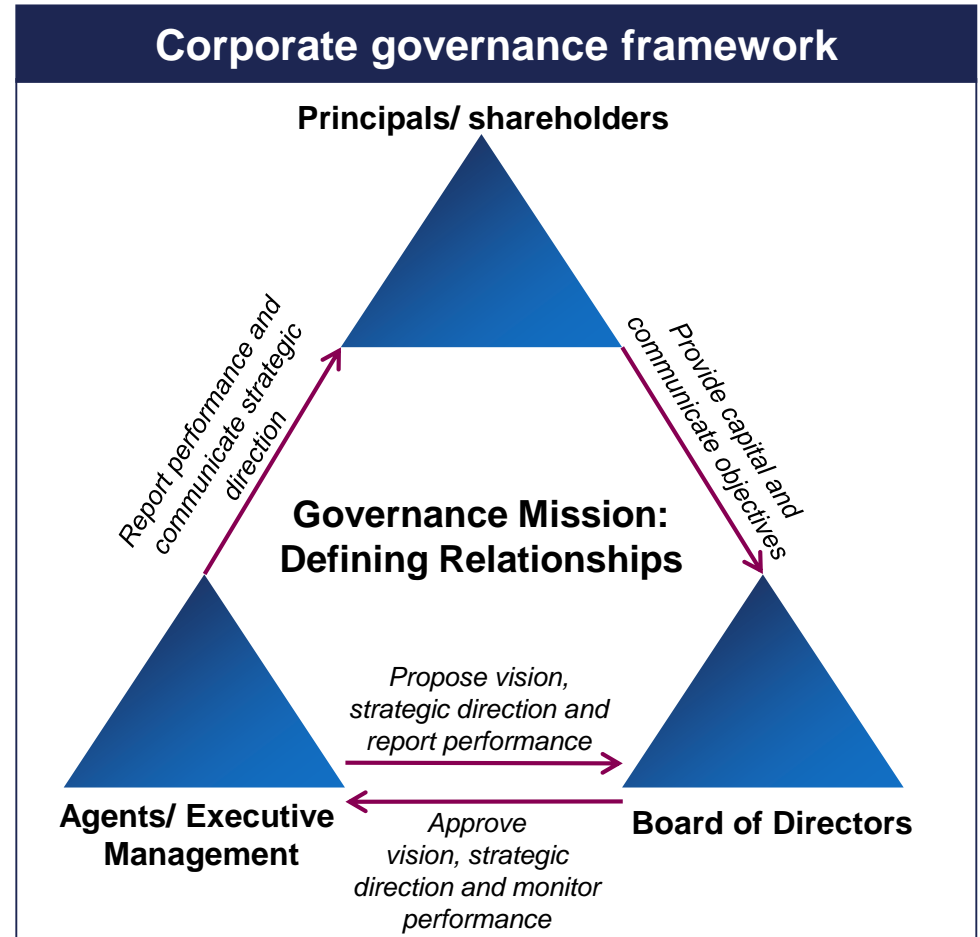 Corporate governance framework
Principals/ shareholders
Report performance and
communicate strategic
direction
Provide capital and
communicate objectives
Governance Mission:
Defining Relationships
Propose vision,
strategic direction and
report performance
Agents/ Executive
Management
Board of Directors
Approve
vision, strategic
direction and monitor
performance